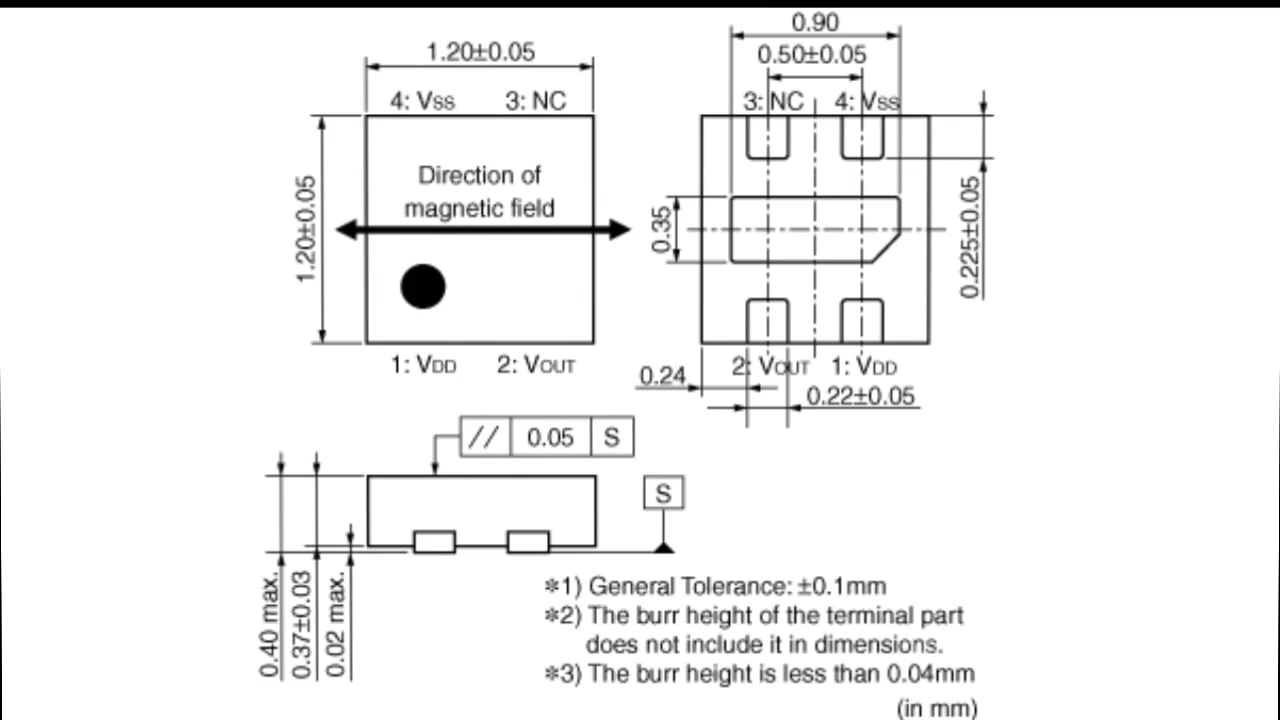 0.90
1.20±0.05
0.50±0.05
4: VSS 3: NC
3: NC 4: VSS
Direction of
magnetic field
1.20±0.05
0.35
0.225±0.05
1: VDD 2: VOUT
2: VOUT 1: VDD
0.24
0.22±0.05
// 0.05 S
S
0.40 max.
0.37±0.03
0.02 max.
*1) General Tolerance: ±0.1mm
*2) The burr height of the terminal part
does not include it in dimensions.
*3) The burr height is less than 0.04mm
(in mm)